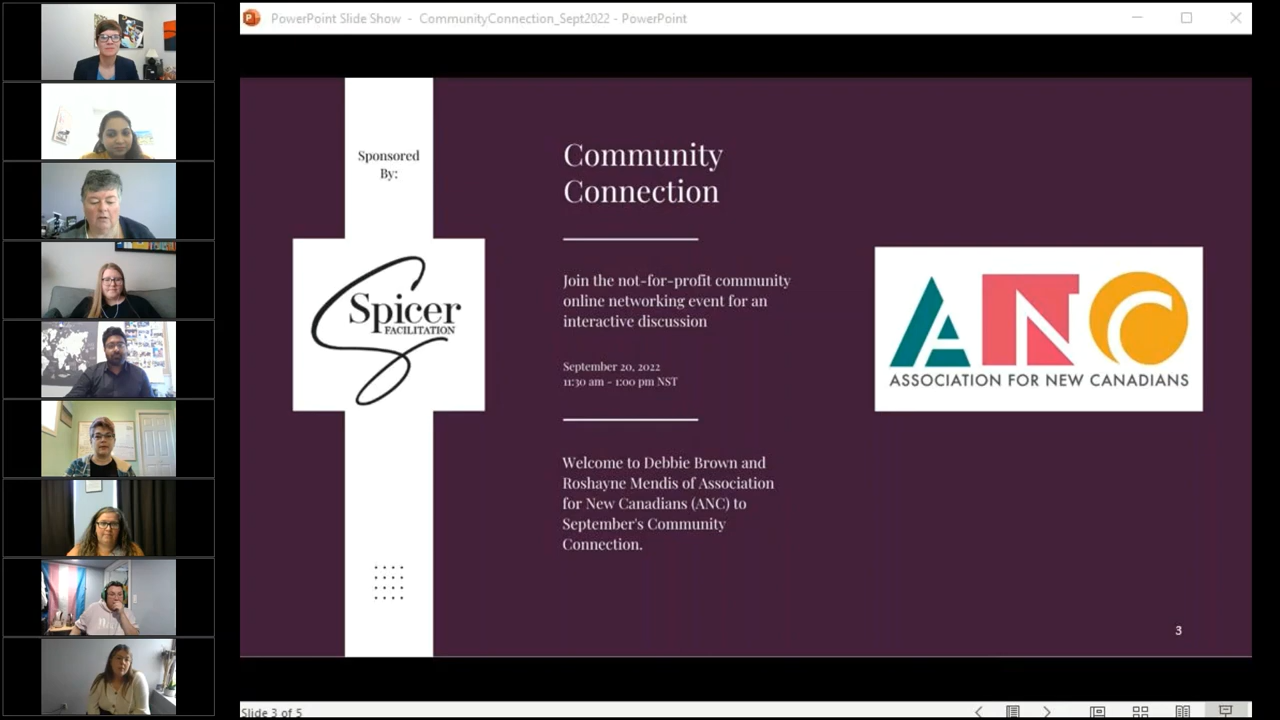 PowerPoint Slide Show - CommunityConnection_Sept2022 - PowerPoint
Sponsored
By:
Spicer
FACILITATION
Community
Connection
Join the not-for-profit community
online networking event for an
interactive discussion
September 20, 2022
11:30 am - 1:00 pm NST
Welcome to Debbie Brown and
Roshayne Mendis of Association
for New Canadians (ANC) to
September's Community
Connection.
ANC
ASSOCIATION FOR NEW CANADIANS
3
Slide 3 of 5